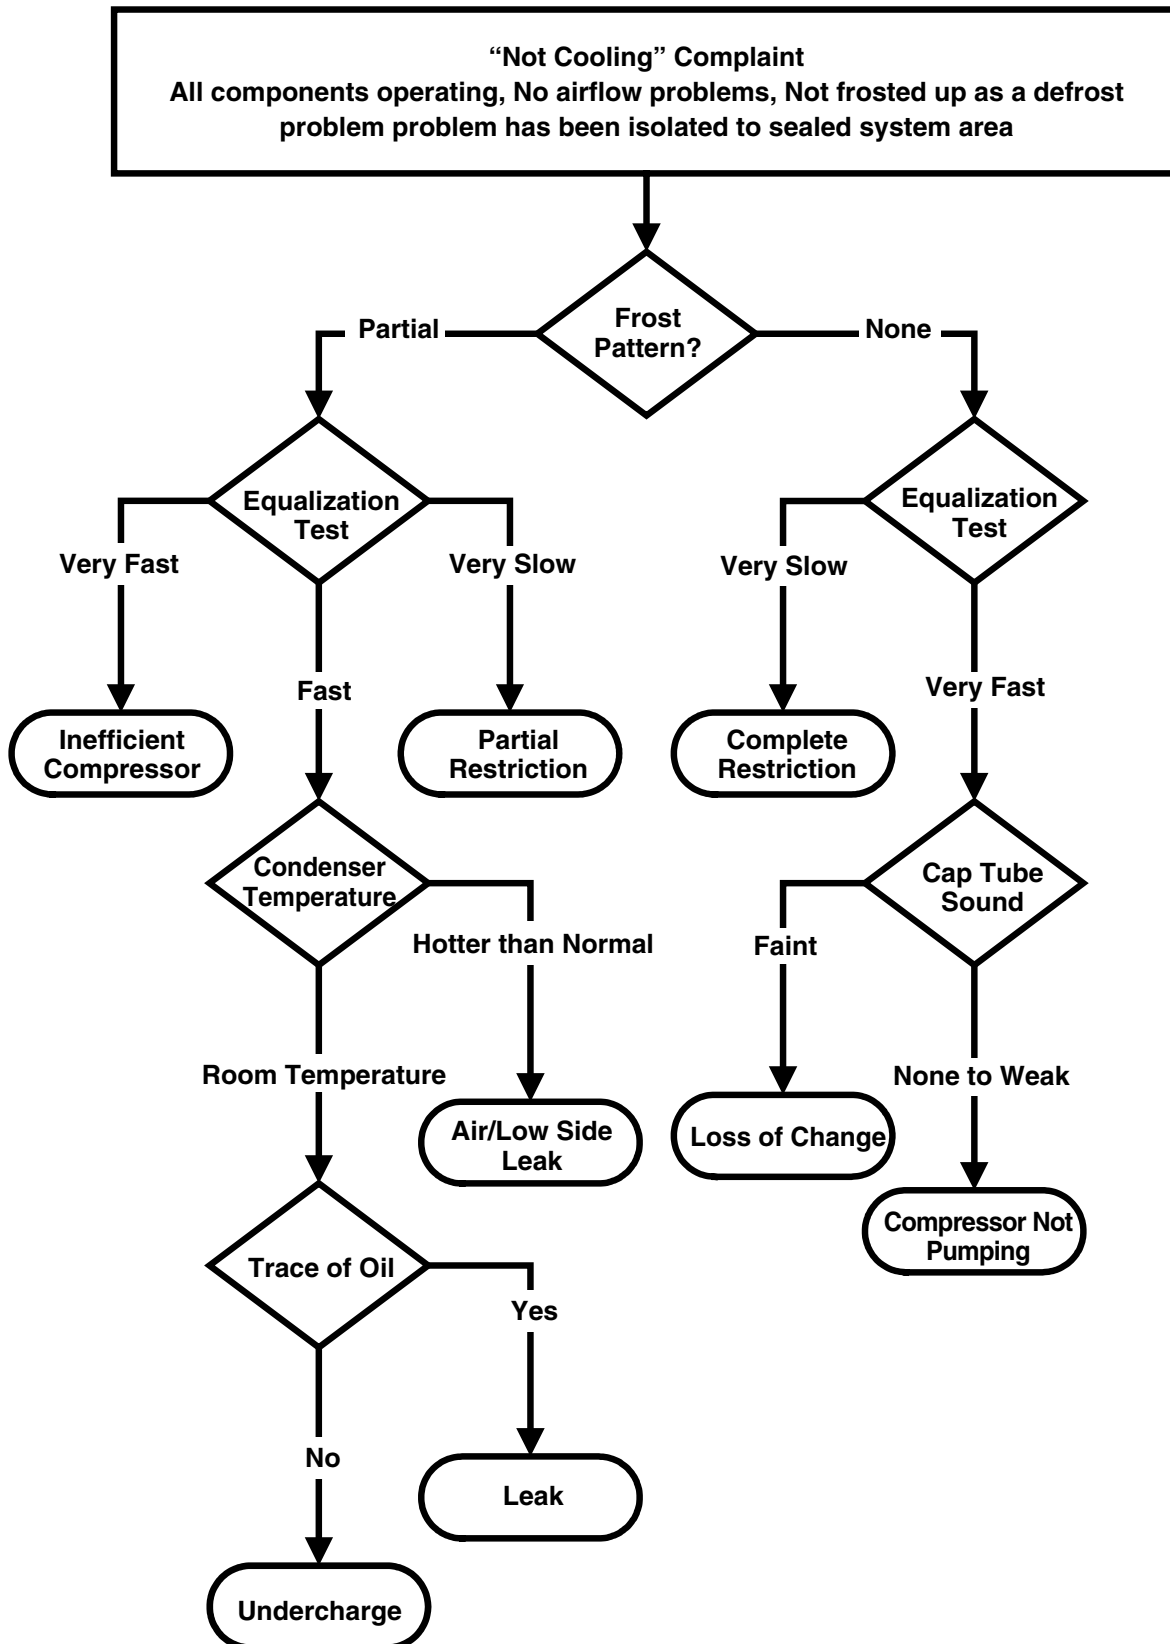 “Not Cooling” Complaint
All components operating, No airflow problems, Not frosted up as a defrost
problem problem has been isolated to sealed system area
Frost
Pattern?
Partial
None
Equalization
Test
Equalization
Test
Very Fast
Very Slow
Very Slow
Fast
Very Fast
Inefficient
Compressor
Partial
Restriction
Complete
Restriction
Condenser
Temperature
Cap Tube
Sound
Hotter than Normal
Faint
Room Temperature
None to Weak
Air/Low Side
Leak
Loss of Change
Compressor Not
Pumping
Trace of Oil
Yes
No
Leak
Undercharge